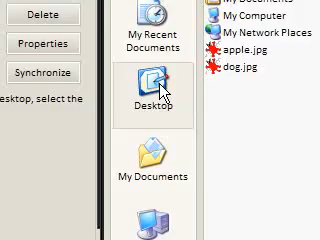 Delete
Properties
Synchronize
esktop, select the
My Recent
Documents
Desktop
My Documents
My Documents
My Computer
My Network Places
apple.jpg
dog.jpg